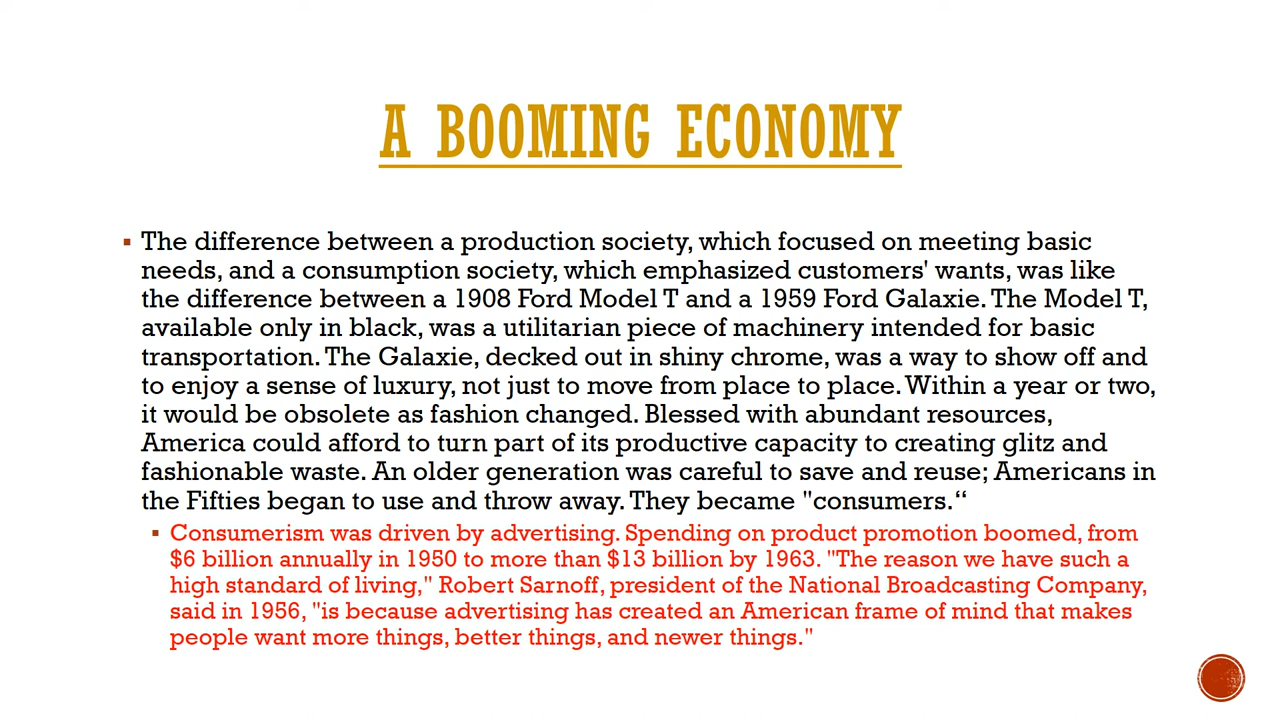 A BOOMING ECONOMY
▪ The difference between a production society, which focused on meeting basic
needs, and a consumption society, which emphasized customers' wants, was like
the difference between a 1908 Ford Model T and a 1959 Ford Galaxie. The Model T,
available only in black, was a utilitarian piece of machinery intended for basic
transportation. The Galaxie, decked out in shiny chrome, was a way to show off and
to enjoy a sense of luxury, not just to move from place to place. Within a year or two,
it would be obsolete as fashion changed. Blessed with abundant resources,
America could afford to turn part of its productive capacity to creating glitz and
fashionable waste. An older generation was careful to save and reuse; Americans in
the Fifties began to use and throw away. They became "consumers.“
▪ Consumerism was driven by advertising. Spending on product promotion boomed, from
$6 billion annually in 1950 to more than $13 billion by 1963. "The reason we have such a
high standard of living," Robert Sarnoff, president of the National Broadcasting Company,
said in 1956, "is because advertising has created an American frame of mind that makes
people want more things, better things, and newer things."